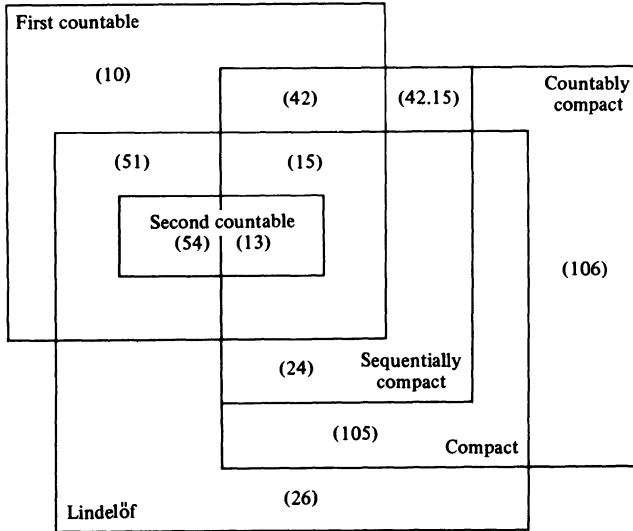 First countable
(10)
(42)
(42.15)
Countably
compact
(51)
(15)
Second countable
(54)
(13)
(106)
(24)
Sequentially
compact
(105)
Compact
Lindelöf
(26)